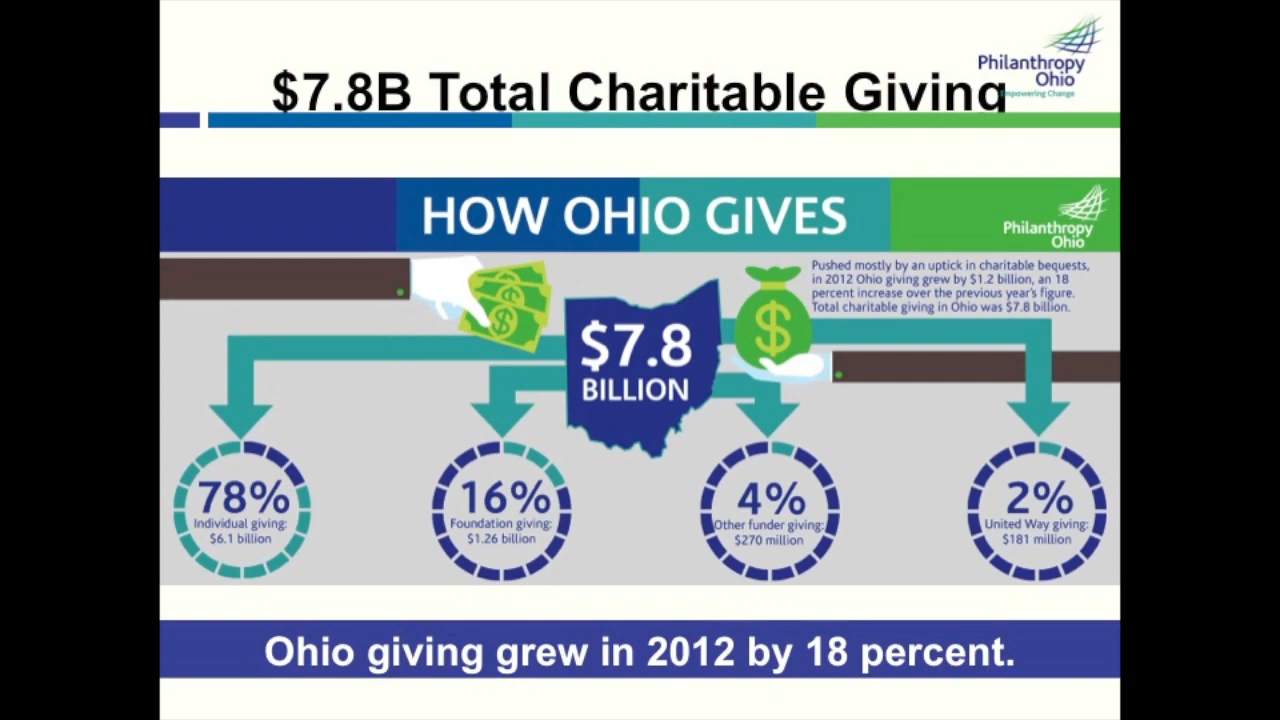 $7.8B Total Charitable Giving
Philanthropy
Ohio
Empowering Change
HOW OHIO GIVES
Philanthropy
Ohio
Pushed mostly by an uptick in charitable bequests,
in 2012 Ohio giving grew by $1.2 billion, an 18
percent increase over the previous year's figure.
Total charitable giving in Ohio was $7.8 billion.
$7.8
BILLION
78%
Individual giving:
$6.1 billion
16%
Foundation giving:
$1.26 billion
4%
Other funder giving:
$270 million
2%
United Way giving:
$181 million
Ohio giving grew in 2012 by 18 percent.